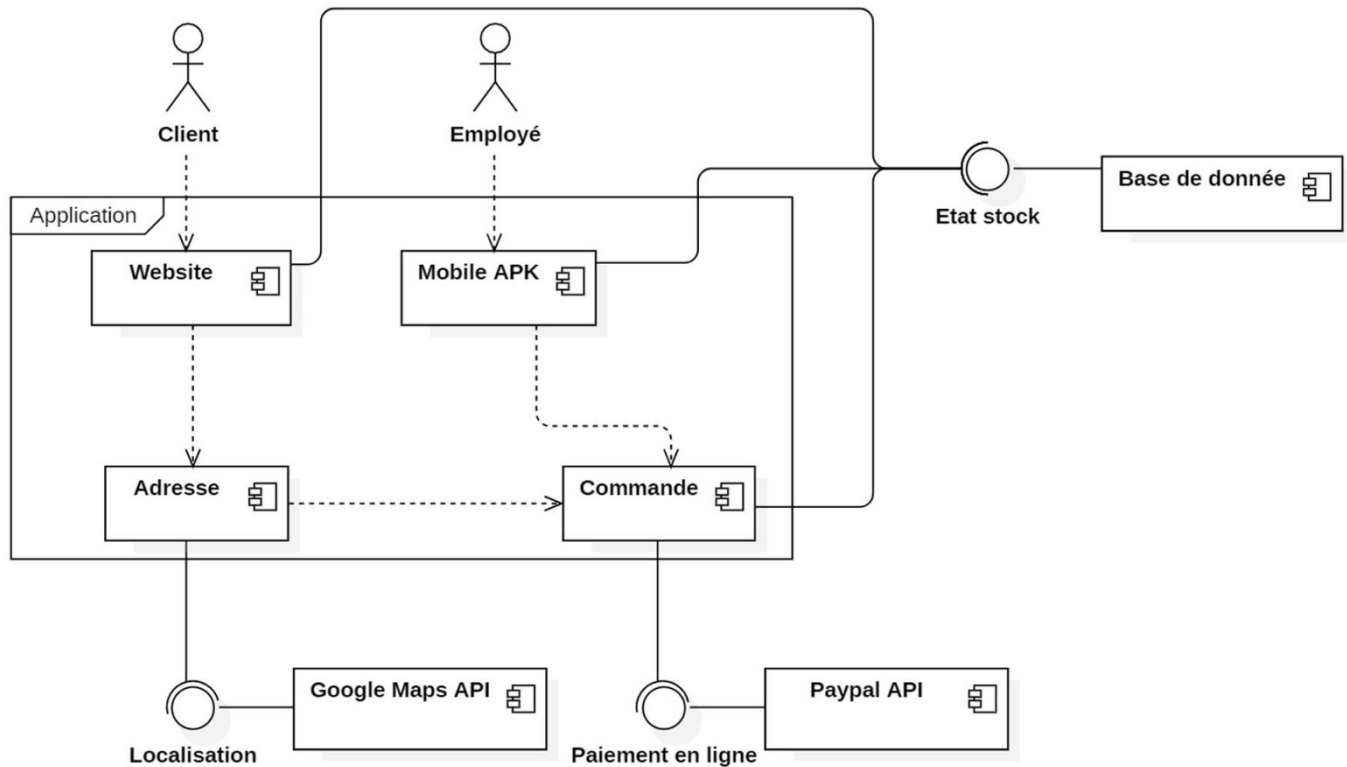 Client
Employé
Application
Website
Mobile APK
Etat stock
Base de donnée
Adresse
Commande
Google Maps API
Paypal API
Localisation
Paiement en ligne